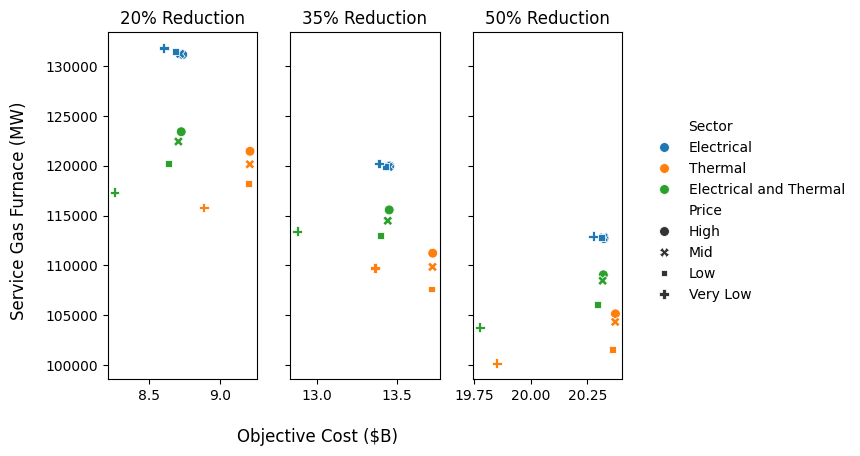 20% Reduction
35% Reduction
50% Reduction
Service Gas Furnace (MW)
130000
125000
120000
115000
110000
105000
100000
8.5
9.0
13.0
13.5
19.75
20.00
20.25
Objective Cost ($B)
Sector
Electrical
Thermal
Electrical and Thermal
Price
High
Mid
Low
Very Low